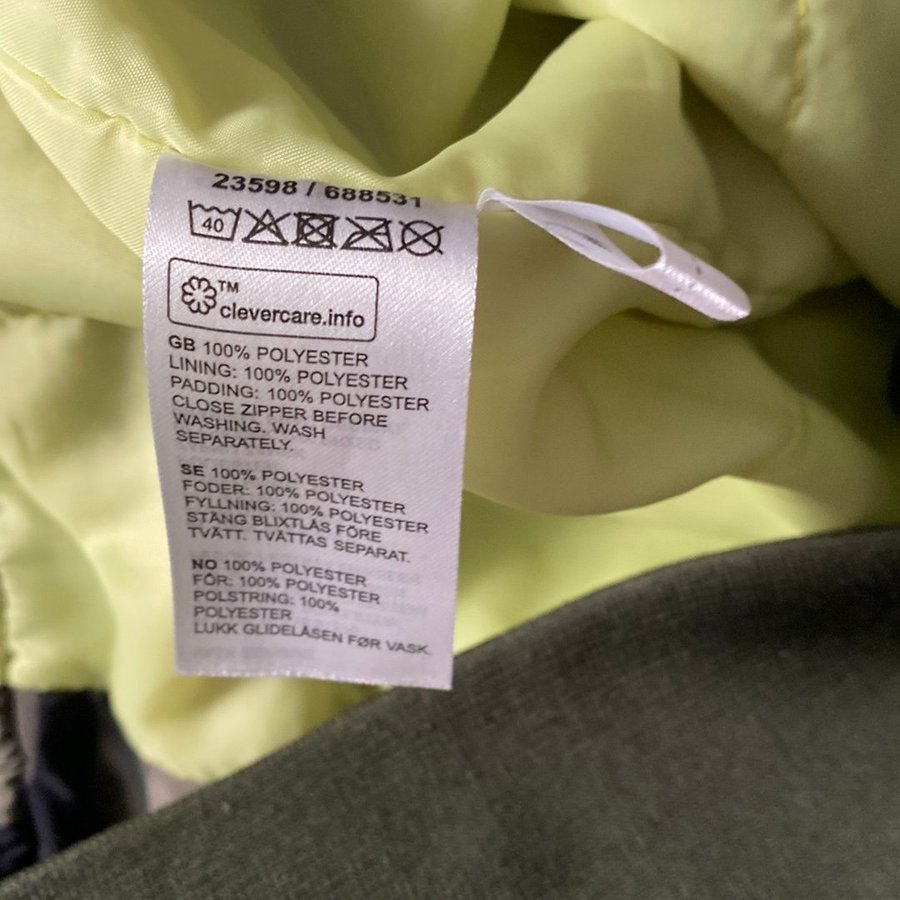 23598 / 688531
40
TM
clevercare.info
GB 100% POLYESTER
LINING: 100% POLYESTER
PADDING: 100% POLYESTER
CLOSE ZIPPER BEFORE
WASHING. WASH
SEPARATELY.
SE 100% POLYESTER
FODER: 100% POLYESTER
FYLLNING: 100% POLYESTER
STÄNG BLIXTLÅS FÖRE
TVÄTT. TVÄTTAS SEPARAT.
NO 100% POLYESTER
FÔR: 100% POLYESTER
POLSTRING: 100%
POLYESTER
LUKK GLIDELÅSEN FØR VASK.